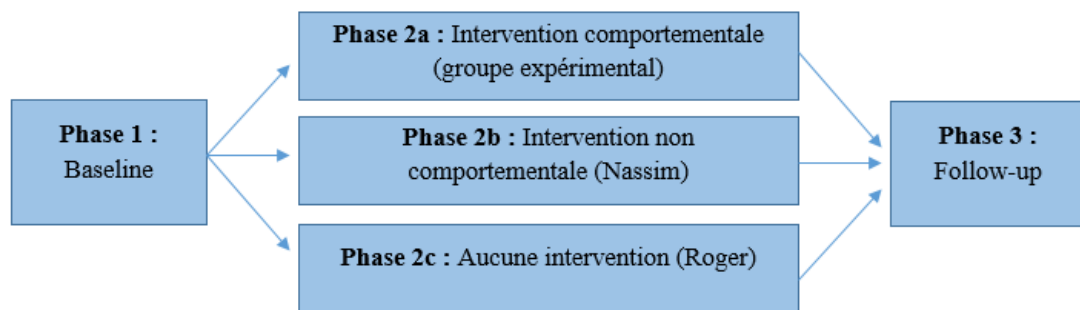 Phase 1 :
Baseline
Phase 2a : Intervention comportementale
(groupe expérimental)
Phase 2b : Intervention non
comportementale (Nassim)
Phase 2c : Aucune intervention (Roger)
Phase 3 :
Follow-up